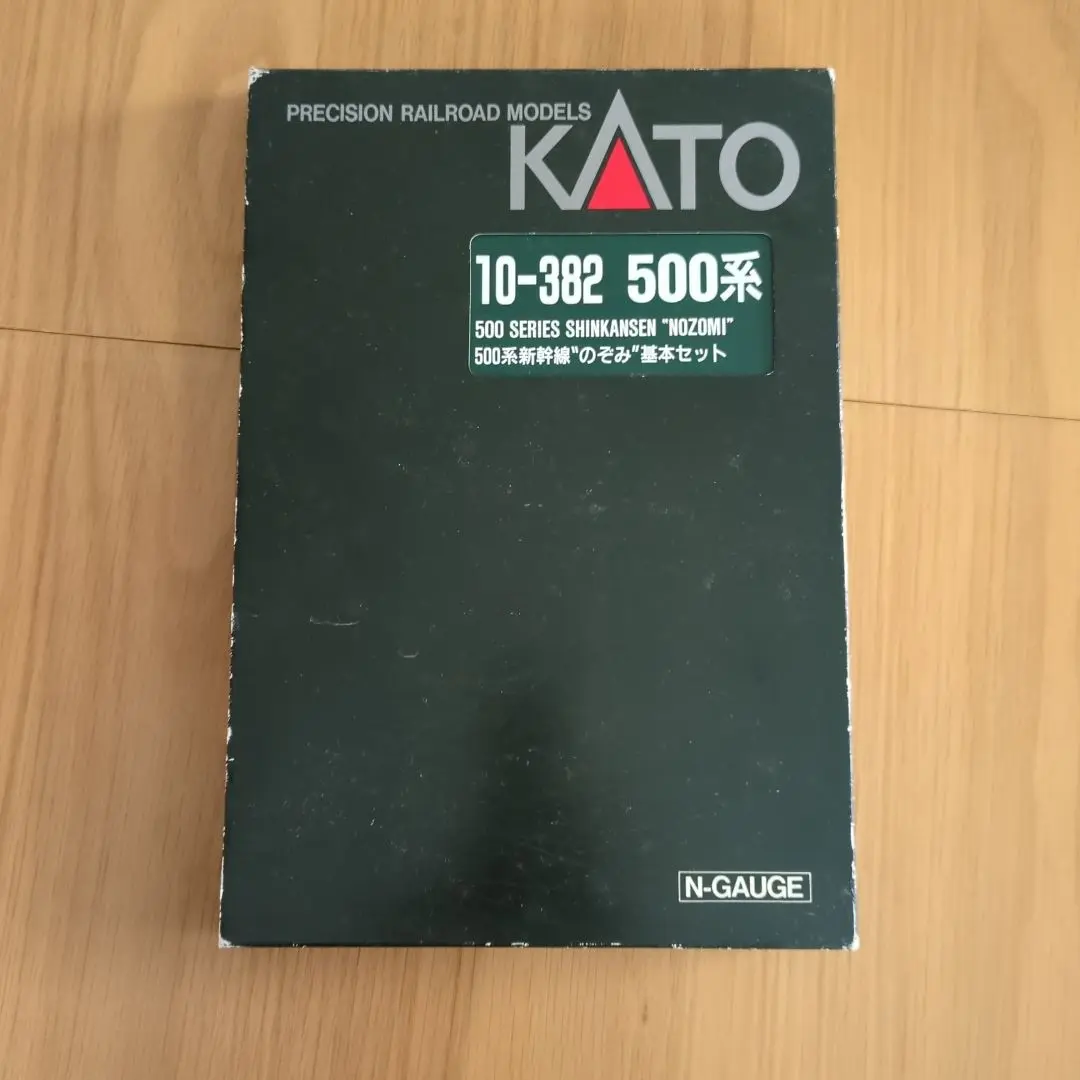 PRECISION RAILROAD MODELS
KATO
10-382 500系
500 SERIES SHINKANSEN "NOZOMI"
500系新幹線"のぞみ"基本セット
N-GAUGE